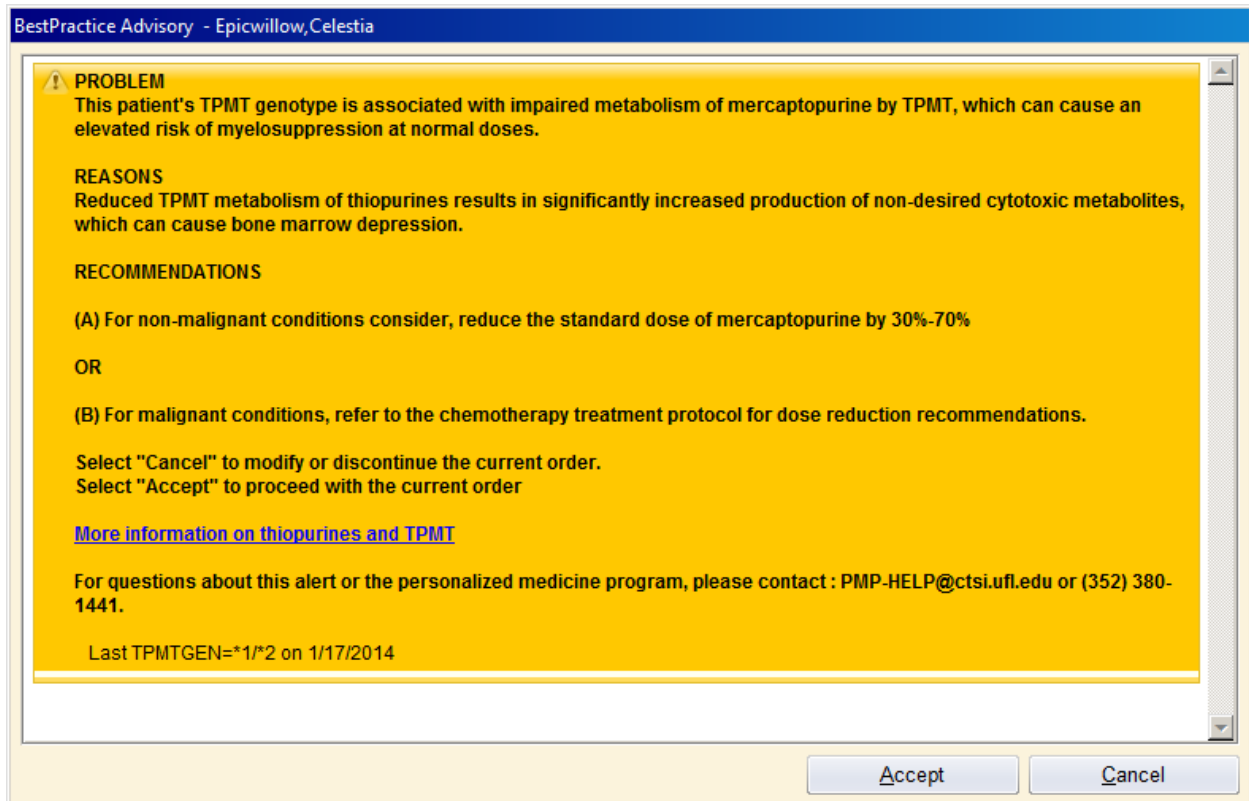 BestPractice Advisory - Epicwillow,Celestia
PROBLEM
This patient's TPMT genotype is associated with impaired metabolism of mercaptopurine by TPMT, which can cause an
elevated risk of myelosuppression at normal doses.
REASONS
Reduced TPMT metabolism of thiopurines results in significantly increased production of non-desired cytotoxic metabolites,
which can cause bone marrow depression.
RECOMMENDATIONS
(A) For non-malignant conditions consider, reduce the standard dose of mercaptopurine by 30%-70%
OR
(B) For malignant conditions, refer to the chemotherapy treatment protocol for dose reduction recommendations.
Select "Cancel" to modify or discontinue the current order.
Select "Accept" to proceed with the current order
More information on thiopurines and TPMT
For questions about this alert or the personalized medicine program, please contact : PMP-HELP@ctsi.ufl.edu or (352) 380-
1441.
Last TPMTGEN=*1/*2 on 1/17/2014
Accept Cancel